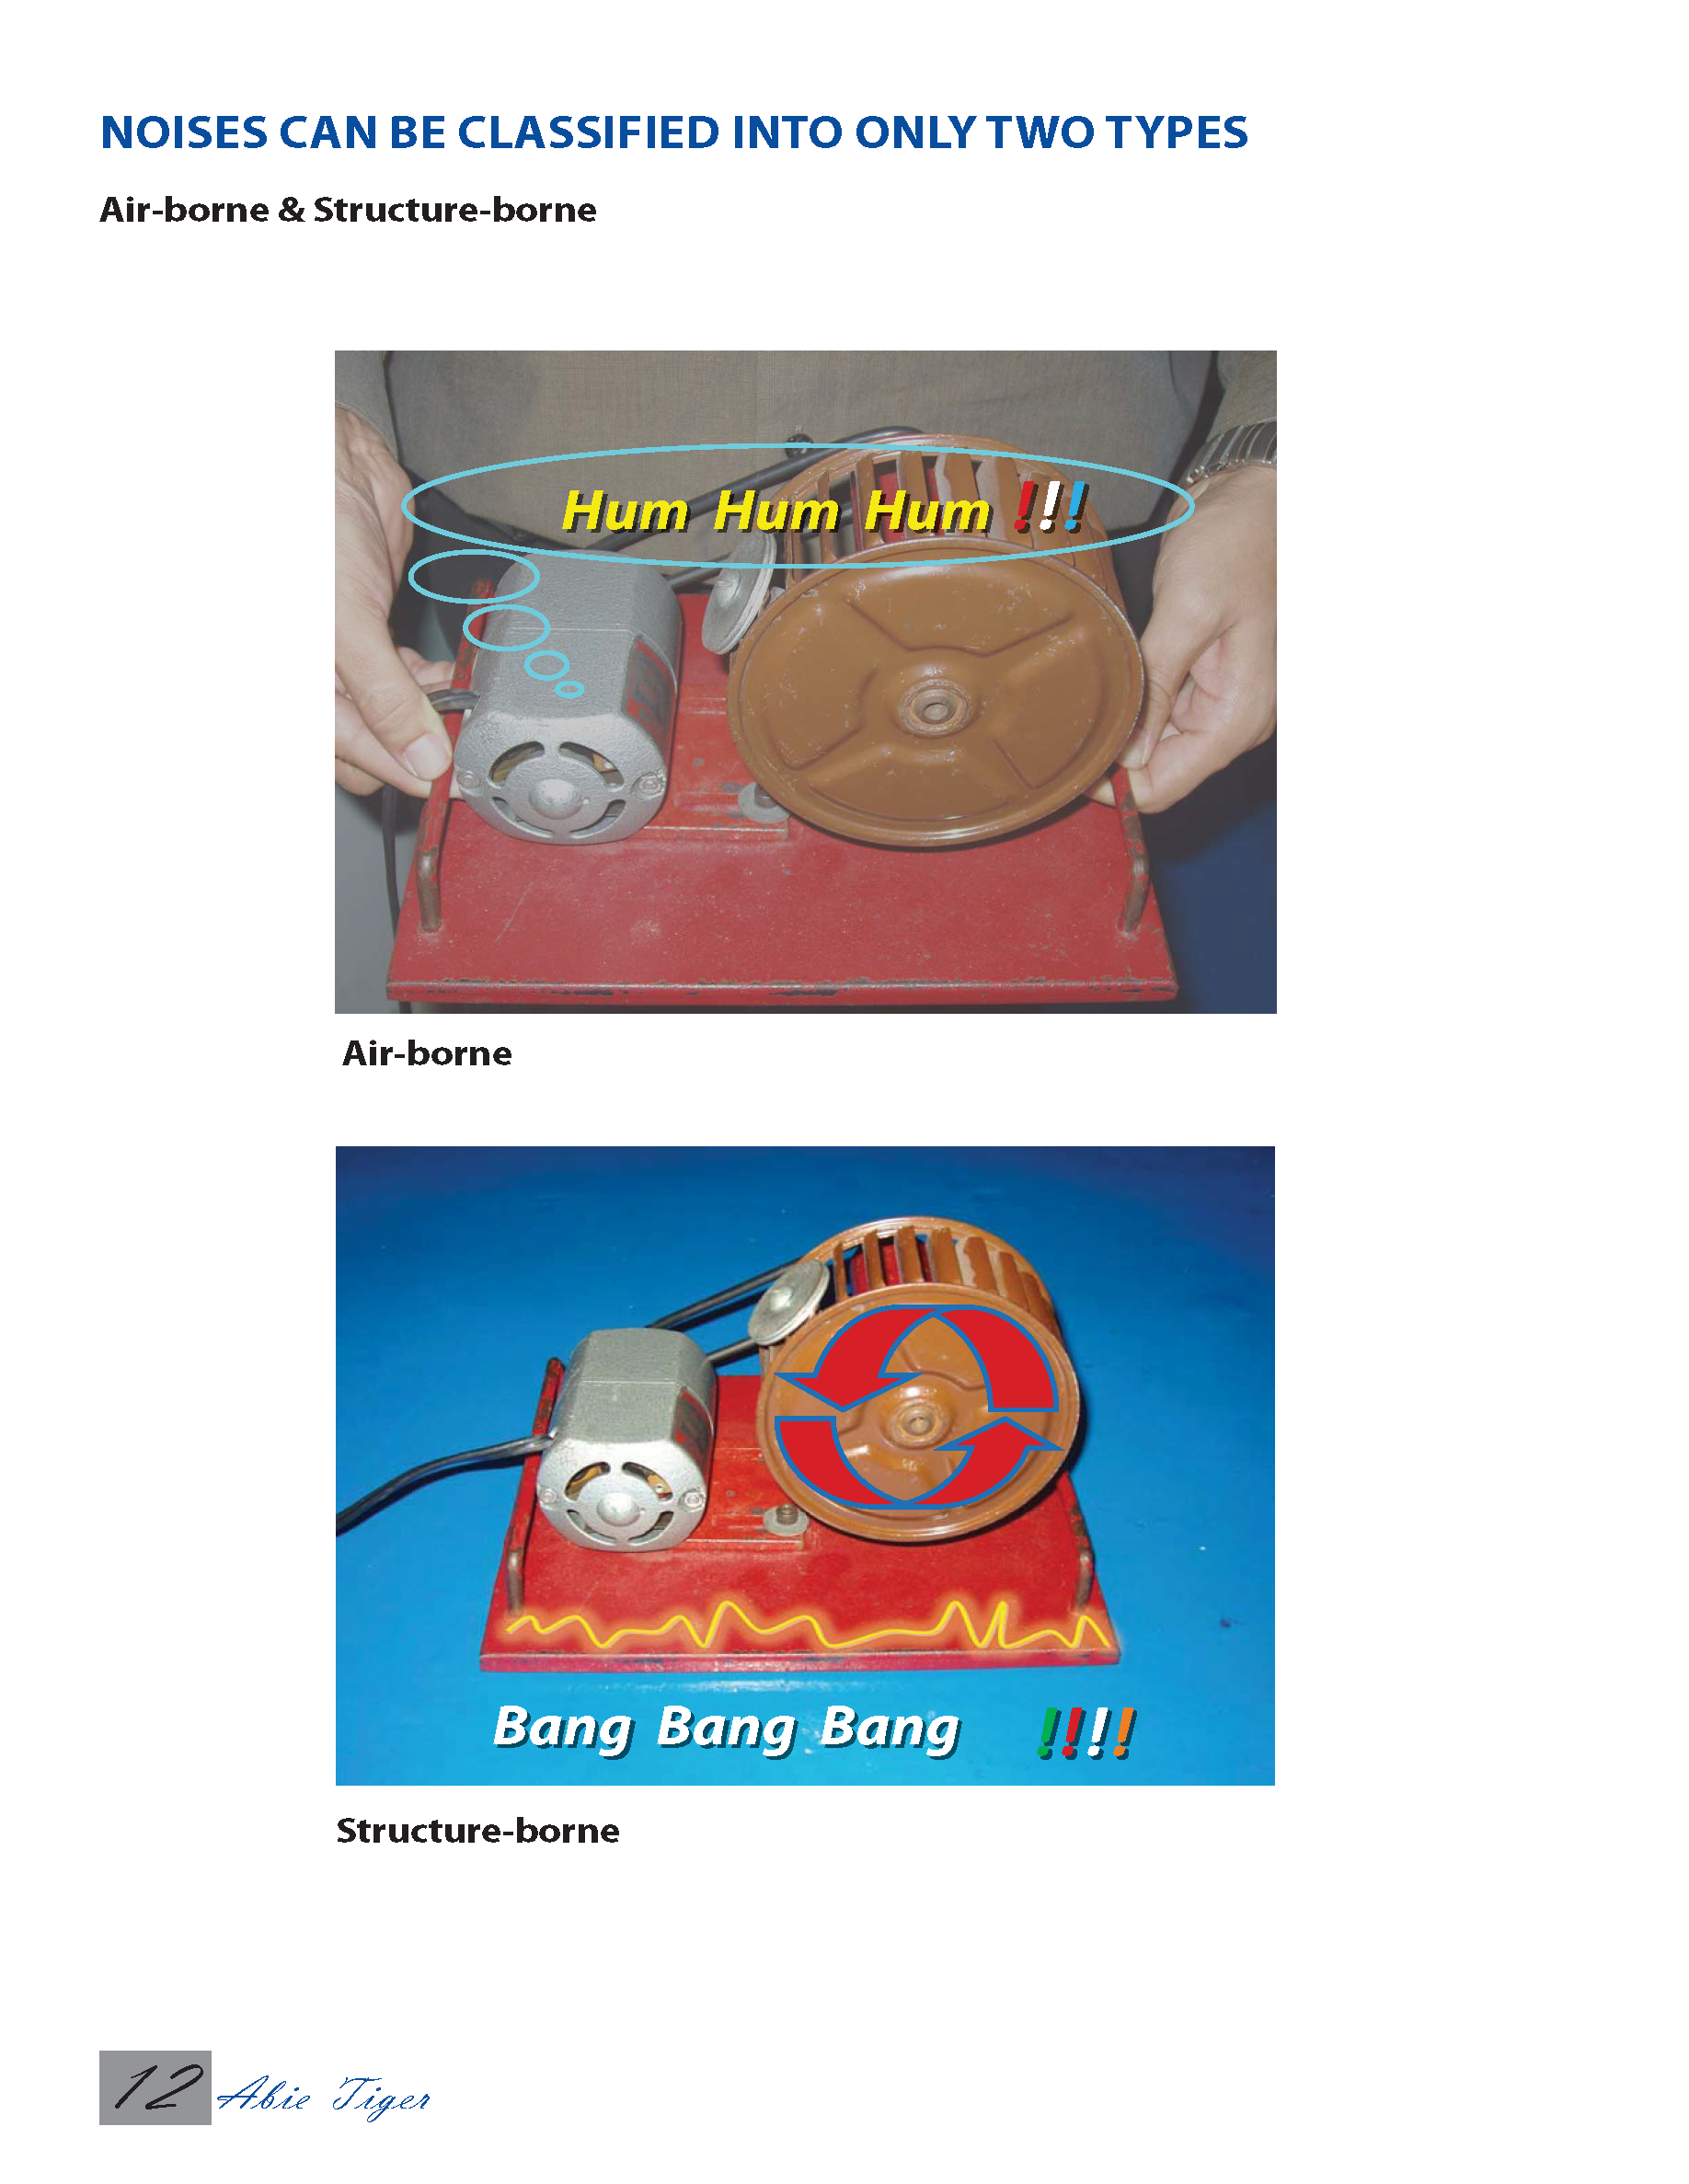 NOISES CAN BE CLASSIFIED INTO ONLY TWO TYPES
Air-borne & Structure-borne
Hum Hum Hum !!!
Air-borne
Bang Bang Bang !!!!
Structure-borne
12 Abie Tiger